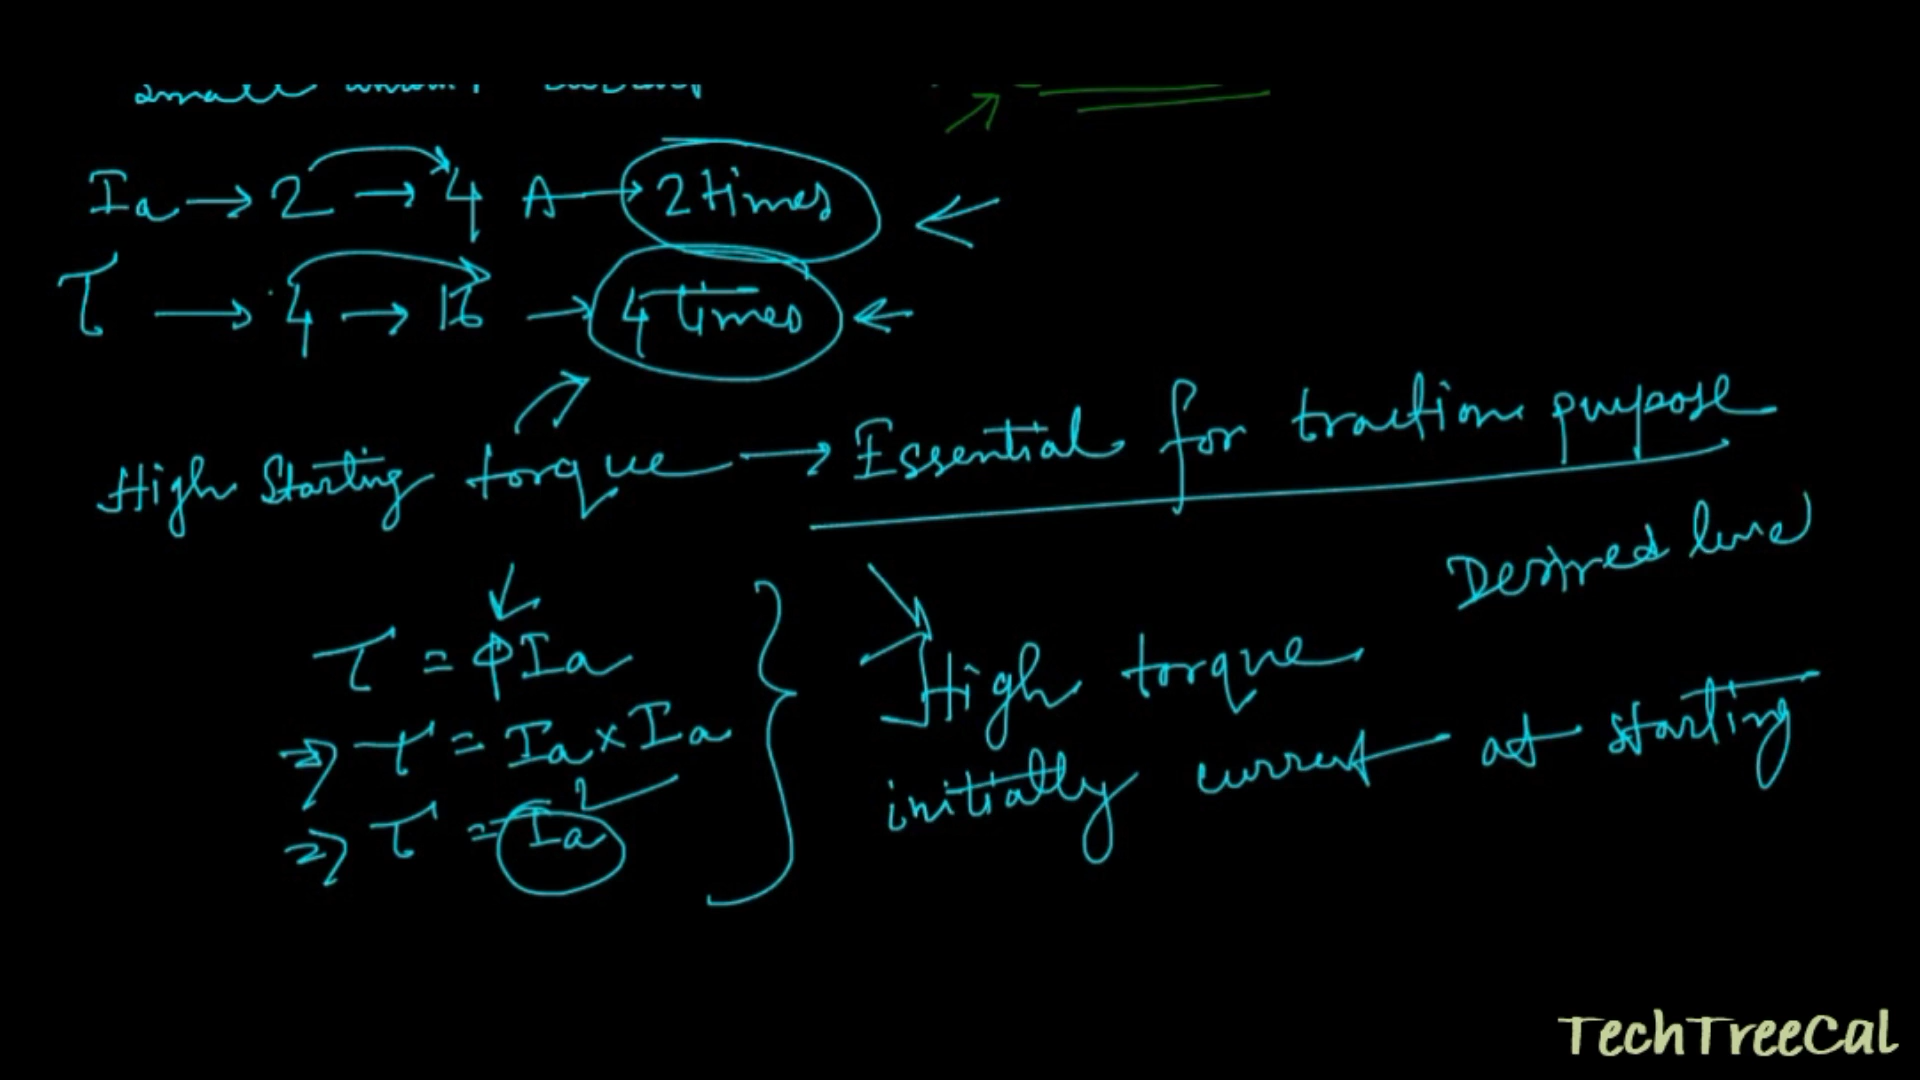 small
Ia → 2 → 4 A → 2 times
τ → 4 → 16 → 4 times
High Starting torque → Essential for traction purpose
Desired
τ = φIa
⇒ τ = Ia × Ia
⇒ τ = Ia²
High torque
initially current at starting
TechTreeCal